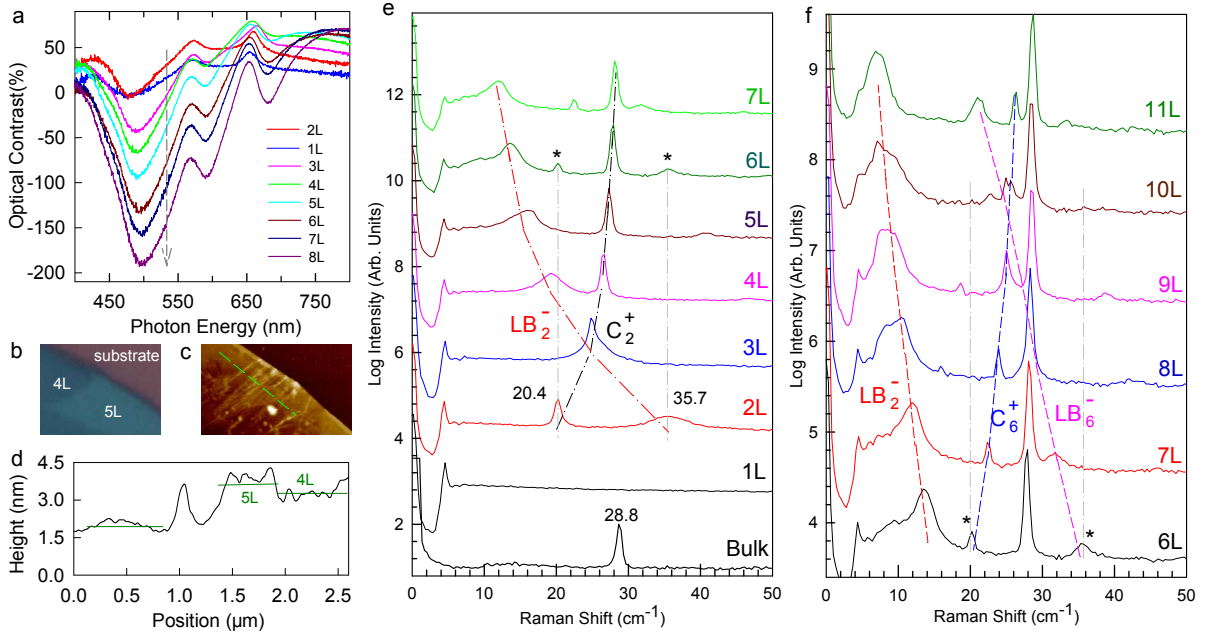 a
Optical Contrast(%)
50
0
-50
-100
-150
-200
2L
1L
3L
4L
5L
6L
7L
8L
450 550 650 750
Photon Energy (nm)
b
substrate
4L
5L
c
d
Height (nm)
4.5
3.0
1.5
0.0
5L
4L
0.0 0.5 1.0 1.5 2.0 2.5
Position (µm)
e
Log Intensity (Arb. Units)
12
10
8
6
4
2
7L
6L
* *
5L
4L
LB2-
C2+
3L
20.4
35.7
2L
1L
28.8
Bulk
0 10 20 30 40 50
Raman Shift (cm-1)
f
Log Intensity (Arb. Units)
9
8
7
6
5
4
11L
10L
9L
8L
LB2-
C6+
LB6-
7L
* *
6L
0 10 20 30 40 50
Raman Shift (cm-1)